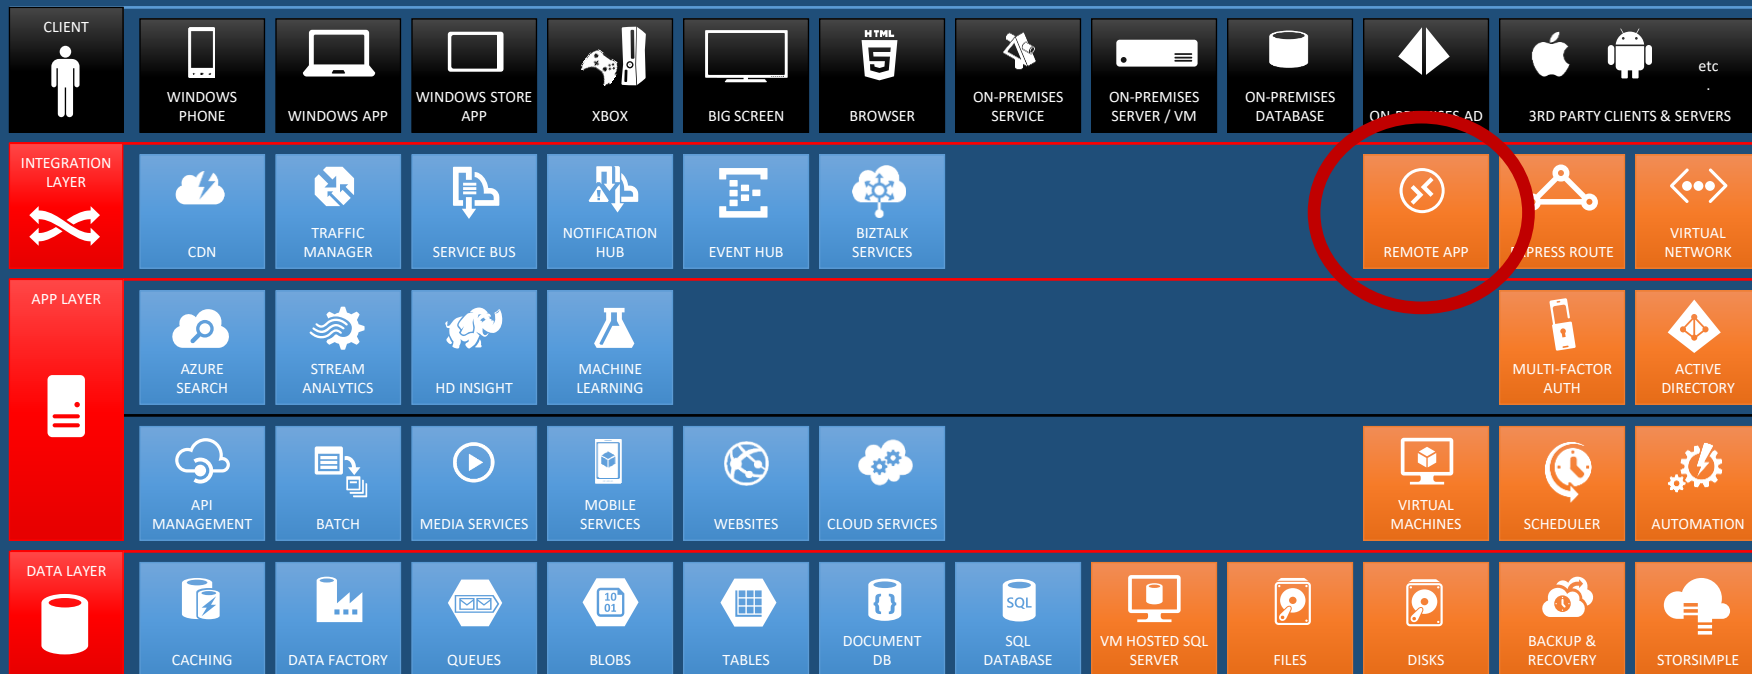 CLIENT
WINDOWS
PHONE
WINDOWS APP
WINDOWS STORE
APP
XBOX
BIG SCREEN
HTML
5
BROWSER
ON-PREMISES
SERVICE
ON-PREMISES
SERVER / VM
ON-PREMISES
DATABASE
ON-PREMISES AD
etc
.
3RD PARTY CLIENTS & SERVERS
INTEGRATION
LAYER
CDN
TRAFFIC
MANAGER
SERVICE BUS
NOTIFICATION
HUB
EVENT HUB
BIZTALK
SERVICES
REMOTE APP
EXPRESS ROUTE
VIRTUAL
NETWORK
APP LAYER
AZURE
SEARCH
STREAM
ANALYTICS
HD INSIGHT
MACHINE
LEARNING
MULTI-FACTOR
AUTH
ACTIVE
DIRECTORY
API
MANAGEMENT
BATCH
MEDIA SERVICES
MOBILE
SERVICES
WEBSITES
CLOUD SERVICES
VIRTUAL
MACHINES
SCHEDULER
AUTOMATION
DATA LAYER
CACHING
DATA FACTORY
QUEUES
10
01
BLOBS
TABLES
{ }
DOCUMENT
DB
SQL
SQL
DATABASE
VM HOSTED SQL
SERVER
FILES
DISKS
BACKUP &
RECOVERY
STORSIMPLE